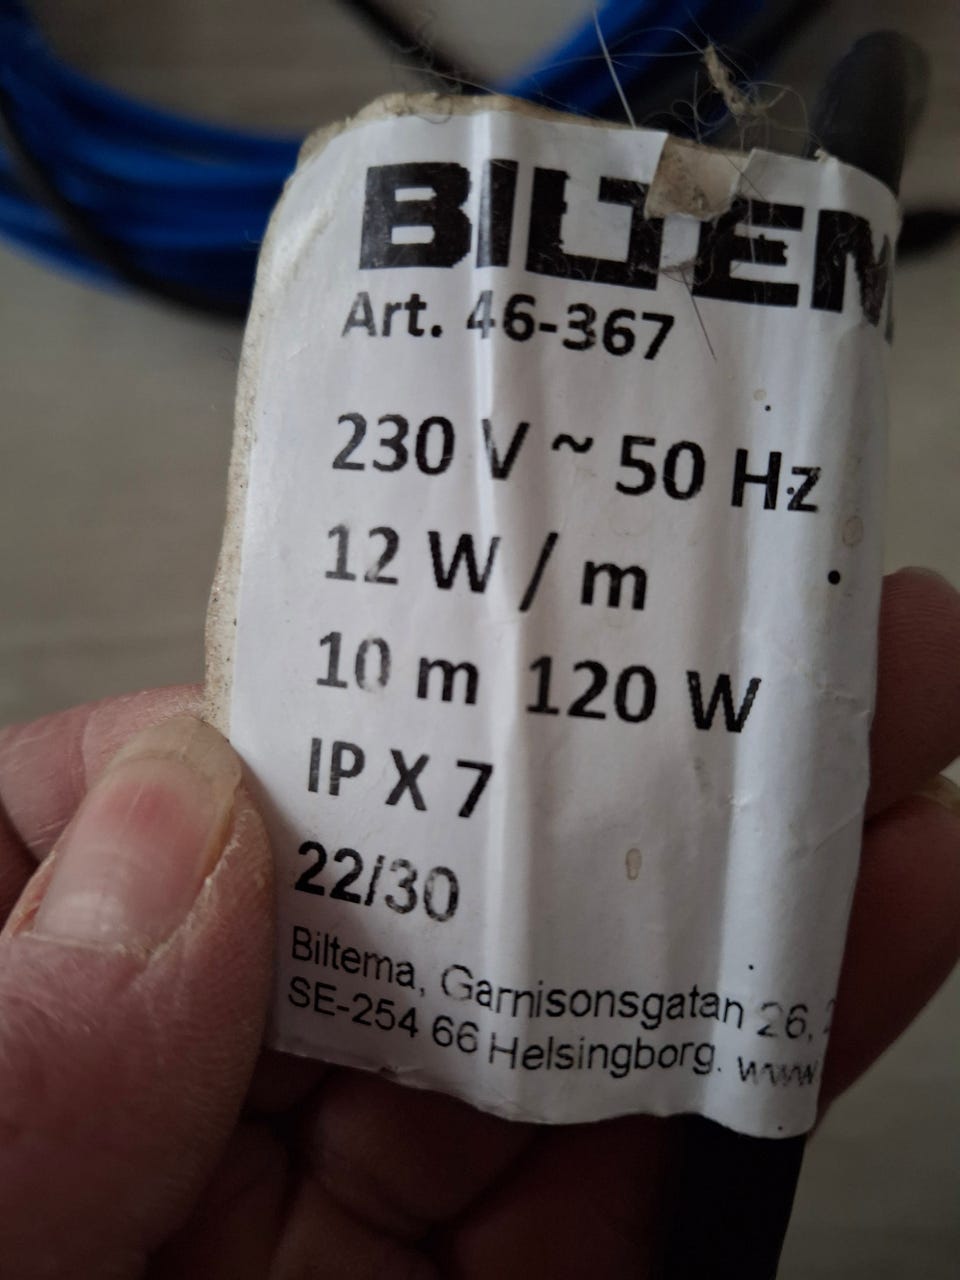 BILTEM
Art. 46-367
230 V ~ 50 Hz
12 W / m
10 m 120 W
IP X 7
22/30
Biltema, Garnisonsgatan 26,
SE-254 66 Helsingborg. www